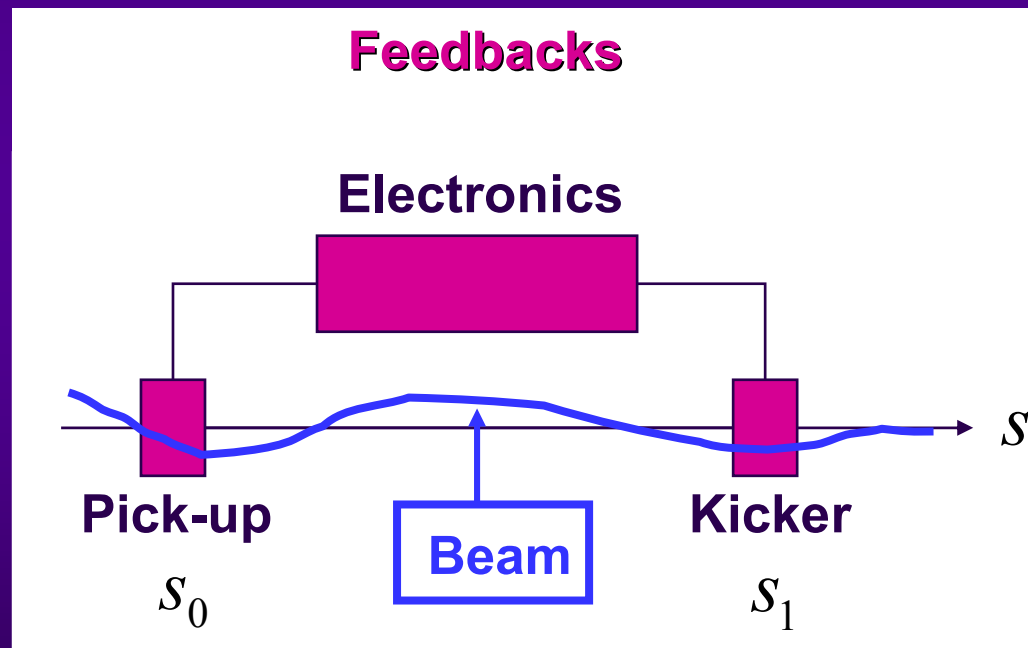 Feedbacks
Electronics
s
Pick-up
Kicker
Beam
s₀
s₁